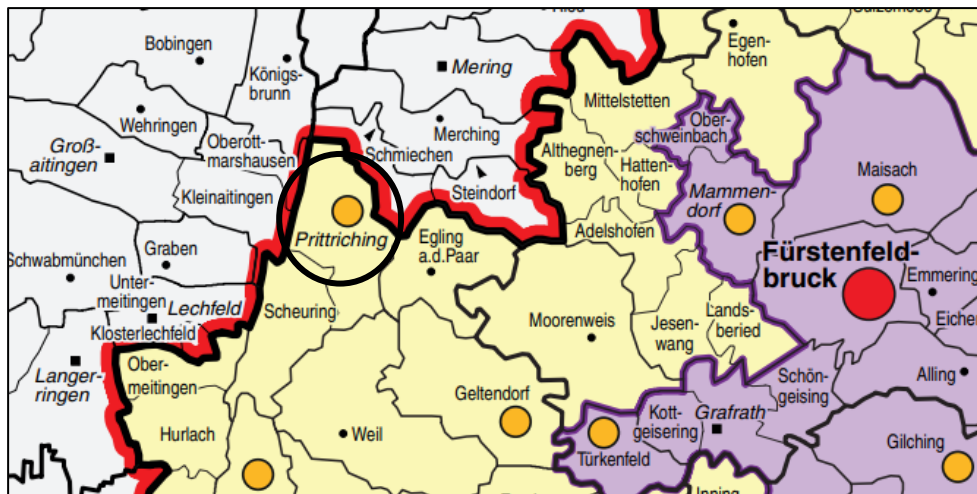 Bobingen
Königs-
brunn
Mering
Egen-
hofen
Mittelstetten
Wehringen
Merching
Ober-
schweinbach
Oberott-
marshausen
Groß-
aitingen
Schmiechen
Althegnen-
berg
Hatten-
hofen
Maisach
Kleinaitingen
Steindorf
Mammen-
dorf
Prittriching
Egling
a.d.Paar
Adelshofen
Graben
Fürstenfeld-
bruck
Schwabmünchen
Unter-
meitingen
Lechfeld
Emmering
Klosterlechfeld
Scheuring
Moorenweis
Jesen-
wang
Lands-
beried
Eichen
Ober-
meitingen
Langer-
ringen
Schön-
geising
Alling
Geltendorf
Kott-
geisering
Grafrath
Hurlach
Weil
Türkenfeld
Gilching